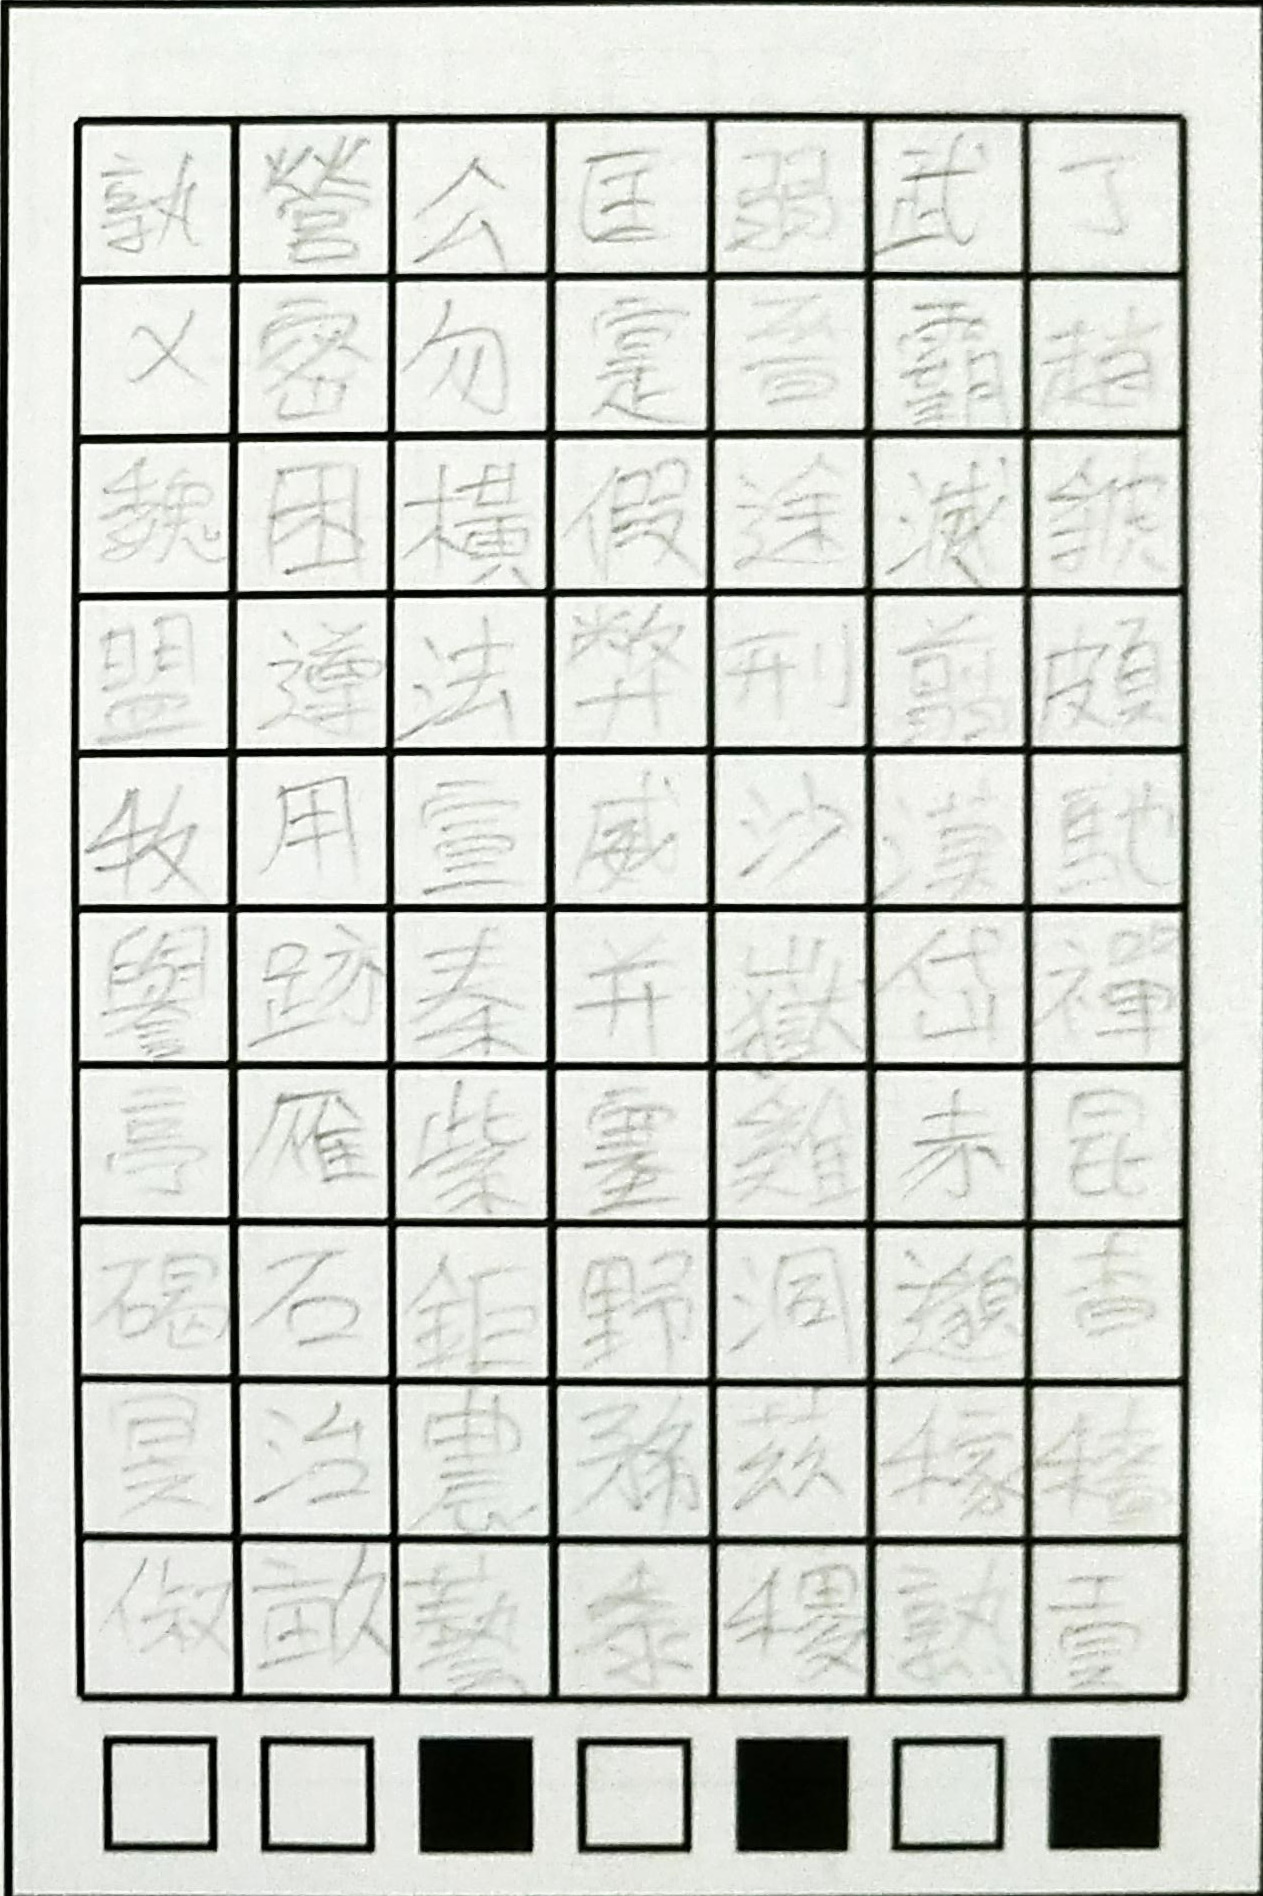 孰營公匡弱武丁
乂密勿寔晉霸趙
魏困橫假途滅虢
盟遵法弊刑翦頗
牧用宣威沙漠馳
譽跡秦并嶽岱禪
亭雁紫塞雞赤昆
碣石鉅野洞邈杳
冥治農務茲稼穡
俶畝藝黍稷熟貢